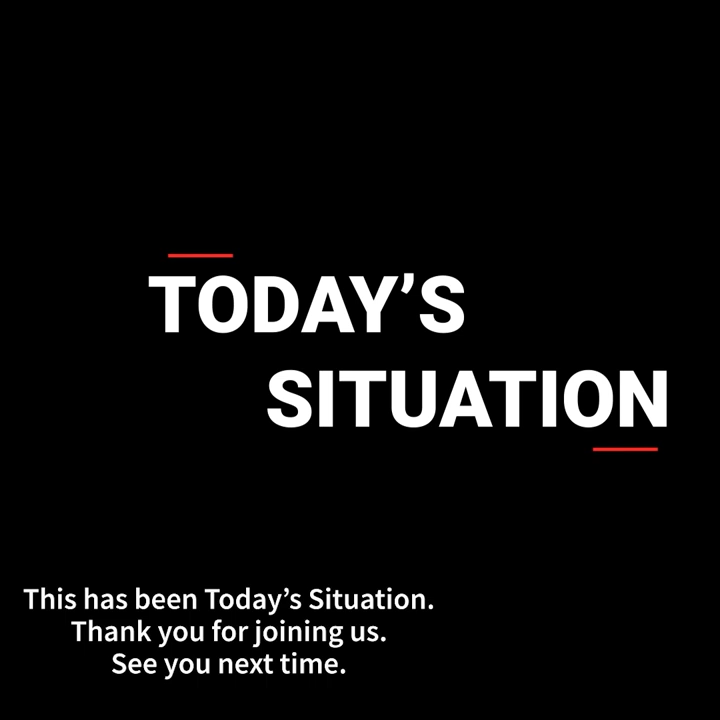 TODAY’S
SITUATION
This has been Today’s Situation.
Thank you for joining us.
See you next time.